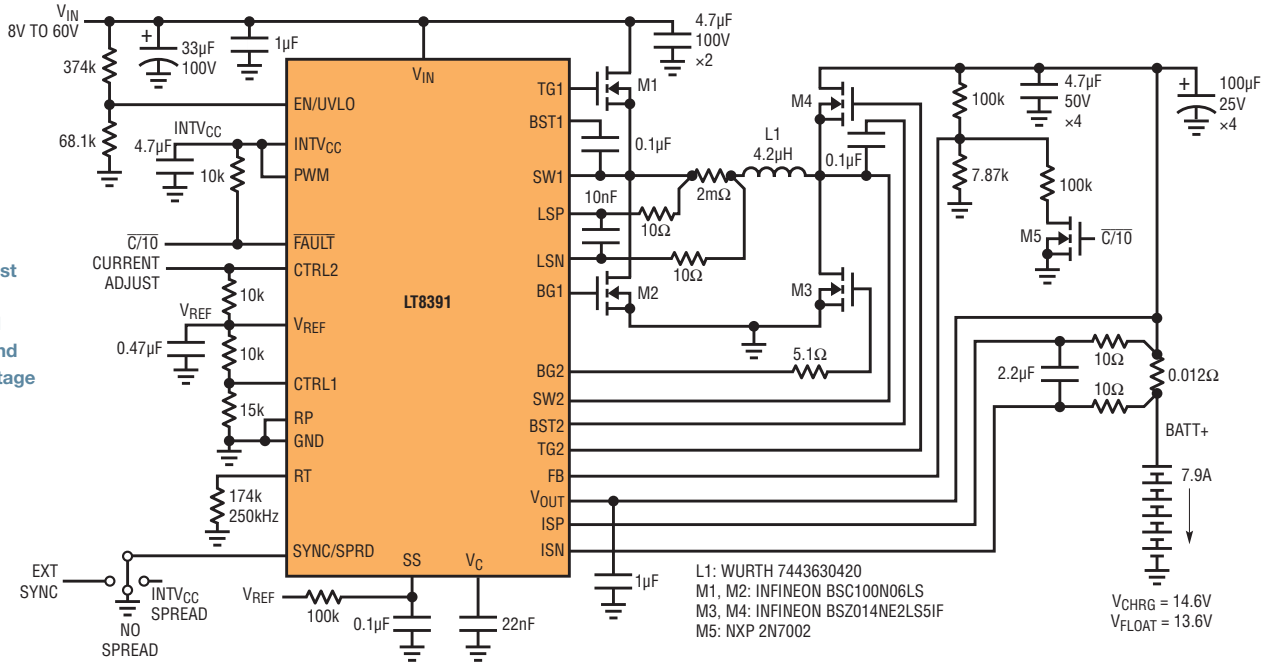 VIN
8V TO 60V
374k
33µF
100V
1µF
68.1k
4.7µF
INTVCC
10k
C/10
CURRENT
ADJUST
10k
VREF
0.47µF
10k
15k
174k
250kHz
EXT
SYNC
INTVCC
SPREAD
NO
SPREAD
st
nd
tage
VIN
EN/UVLO
INTVCC
PWM
FAULT
CTRL2
VREF
CTRL1
RP
GND
RT
SYNC/SPRD
SS
VC
LT8391
TG1
BST1
SW1
LSP
LSN
BG1
BG2
SW2
BST2
TG2
FB
VOUT
ISP
ISN
VREF
100k
0.1µF
22nF
1µF
4.7µF
100V
×2
M1
0.1µF
10nF
10Ω
10Ω
2mΩ
L1
4.2µH
M2
M4
0.1µF
M3
5.1Ω
100k
7.87k
4.7µF
50V
×4
100k
M5
C/10
100µF
25V
×4
2.2µF
10Ω
10Ω
0.012Ω
BATT+
7.9A
VCHRG = 14.6V
VFLOAT = 13.6V
L1: WURTH 7443630420
M1, M2: INFINEON BSC100N06LS
M3, M4: INFINEON BSZ014NE2LS5IF
M5: NXP 2N7002